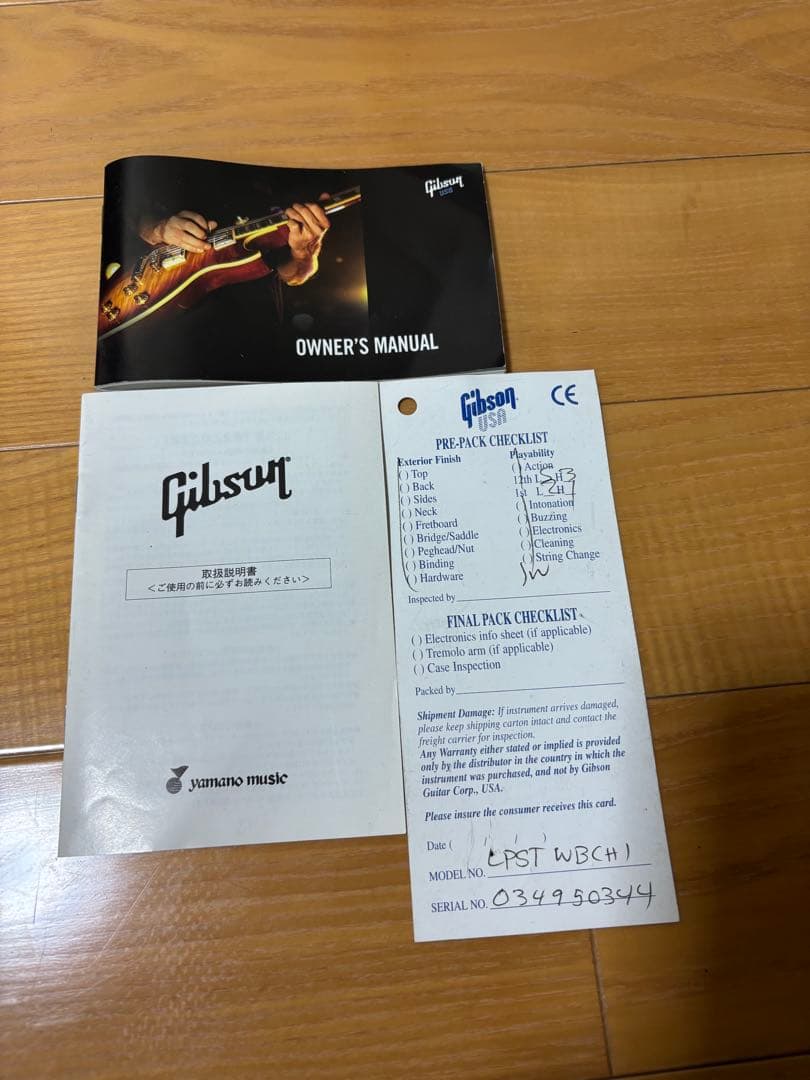 Gibson
USA
OWNER'S MANUAL
Gibson
取扱説明書
<ご使用の前に必ずお読みください>
yamano music
Gibson
USA
CE
PRE-PACK CHECKLIST
Exterior Finish
( ) Top
( ) Back
( ) Sides
( ) Neck
( ) Fretboard
( ) Bridge/Saddle
( ) Peghead/Nut
( ) Binding
( ) Hardware
Playability
( ) Action
12th L 5 H 3
1st L 2 H 1
( ) Intonation
( ) Buzzing
( ) Electronics
( ) Cleaning
( ) String Change
Inspected by
FINAL PACK CHECKLIST
( ) Electronics info sheet (if applicable)
( ) Tremolo arm (if applicable)
( ) Case Inspection
Packed by
Shipment Damage: If instrument arrives damaged,
please keep shipping carton intact and contact the
freight carrier for inspection.
Any Warranty either stated or implied is provided
only by the distributor in the country in which the
instrument was purchased, and not by Gibson
Guitar Corp., USA.
Please insure the consumer receives this card.
Date ( / / )
MODEL NO. LPST WBCH1
SERIAL NO. 034950344